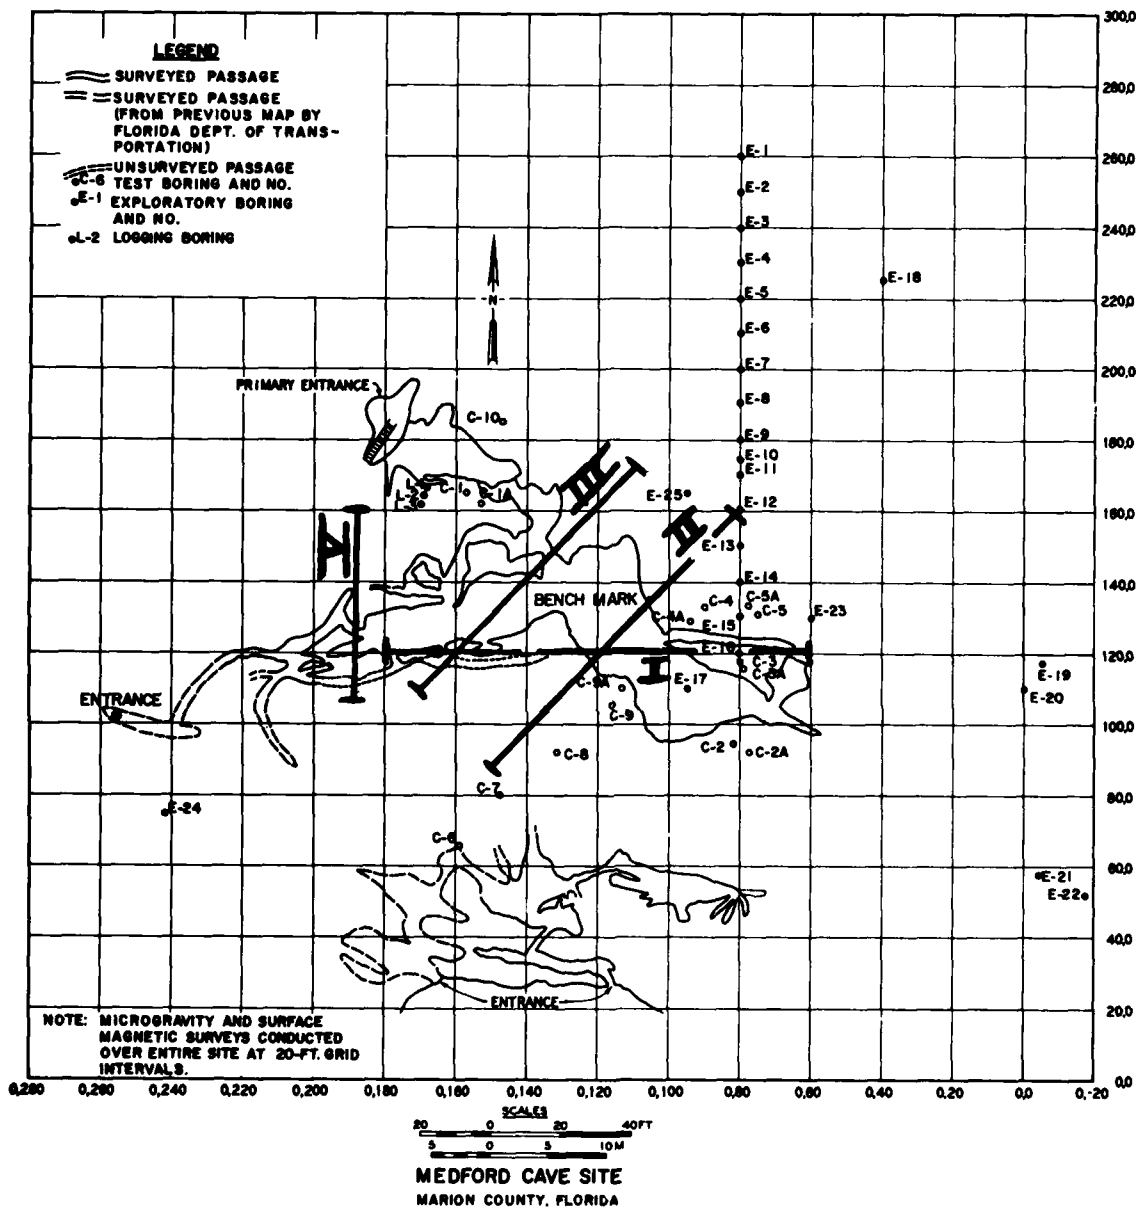 LEGEND
SURVEYED PASSAGE
SURVEYED PASSAGE
(FROM PREVIOUS MAP BY
FLORIDA DEPT. OF TRANS-
PORTATION)
UNSURVEYED PASSAGE
C-6 TEST BORING AND NO.
E-1 EXPLORATORY BORING
AND NO.
L-2 LOGGING BORING
300,0
280,0
260,0
240,0
220,0
200,0
180,0
160,0
140,0
120,0
100,0
80,0
60,0
40,0
20,0
0,0
E-1
E-2
E-3
E-4
E-18
E-5
N
E-6
E-7
PRIMARY ENTRANCE
E-8
C-10
E-9
E-10
E-11
III
C-1
L-2
E-25
E-12
II
V
E-13
E-14
BENCH MARK
C-4
C-5A
C-5
E-23
E-15
C-3
I
E-17
E-19
E-20
ENTRANCE
C-9
C-2
C-2A
C-8
C-7
E-24
C-6
E-21
E-22
ENTRANCE
NOTE: MICROGRAVITY AND SURFACE
MAGNETIC SURVEYS CONDUCTED
OVER ENTIRE SITE AT 20-FT. GRID
INTERVALS.
0,280 0,260 0,240 0,220 0,200 0,180 0,160 0,140 0,120 0,100 0,80 0,60 0,40 0,0 0,-20
SCALES
20 0 20 40FT
5 0 5 10M
MEDFORD CAVE SITE
MARION COUNTY, FLORIDA